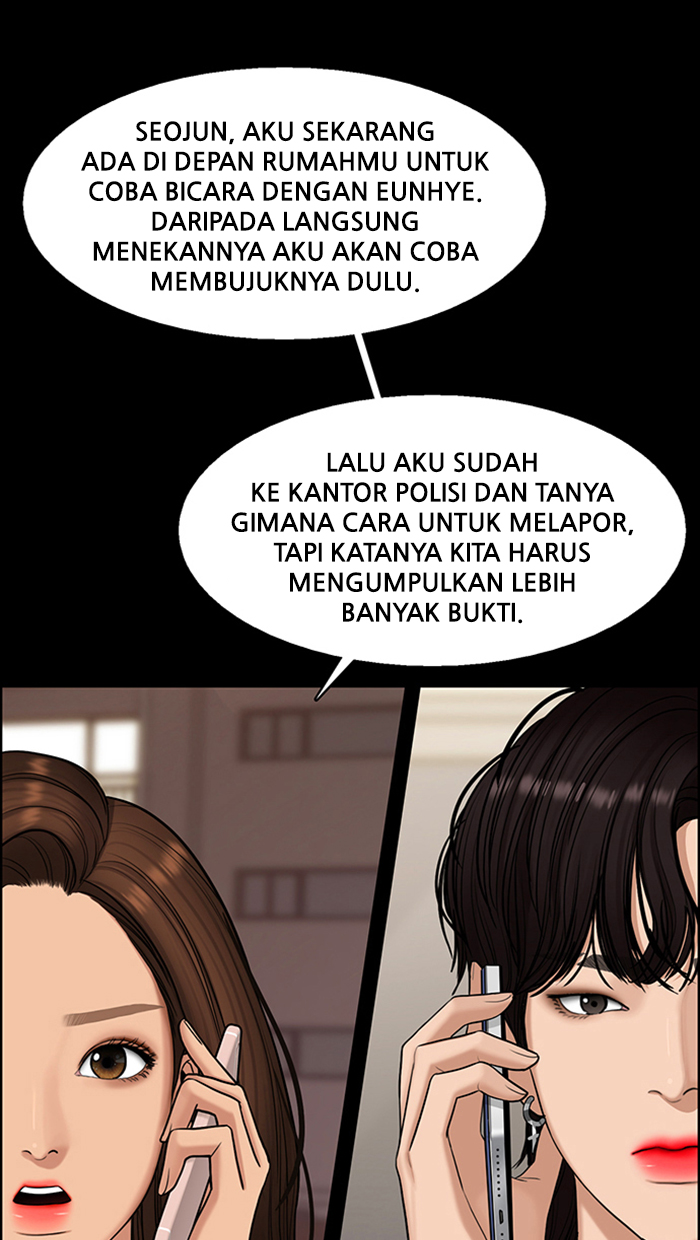 SEOJUN, AKU SEKARANG
ADA DI DEPAN RUMAHMU UNTUK
COBA BICARA DENGAN EUNHYE.
DARIPADA LANGSUNG
MENEKANNYA AKU AKAN COBA
MEMBUJUKNYA DULU.
LALU AKU SUDAH
KE KANTOR POLISI DAN TANYA
GIMANA CARA UNTUK MELAPOR,
TAPI KATANYA KITA HARUS
MENGUMPULKAN LEBIH
BANYAK BUKTI.